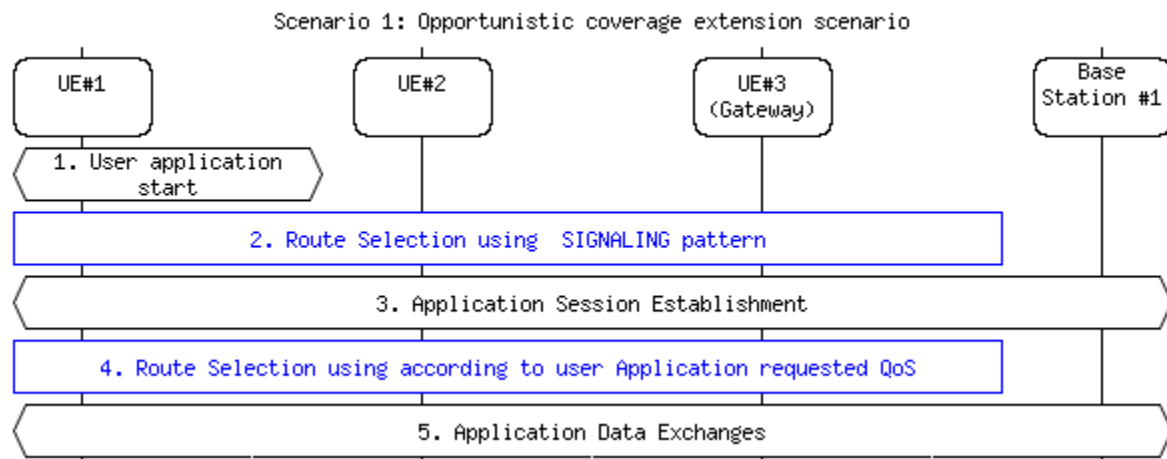 Scenario 1: Opportunistic coverage extension scenario
UE#1
UE#2
UE#3
(Gateway)
Base
Station #1
1. User application
start
2. Route Selection using  SIGNALING pattern
3. Application Session Establishment
4. Route Selection using according to user Application requested QoS
5. Application Data Exchanges